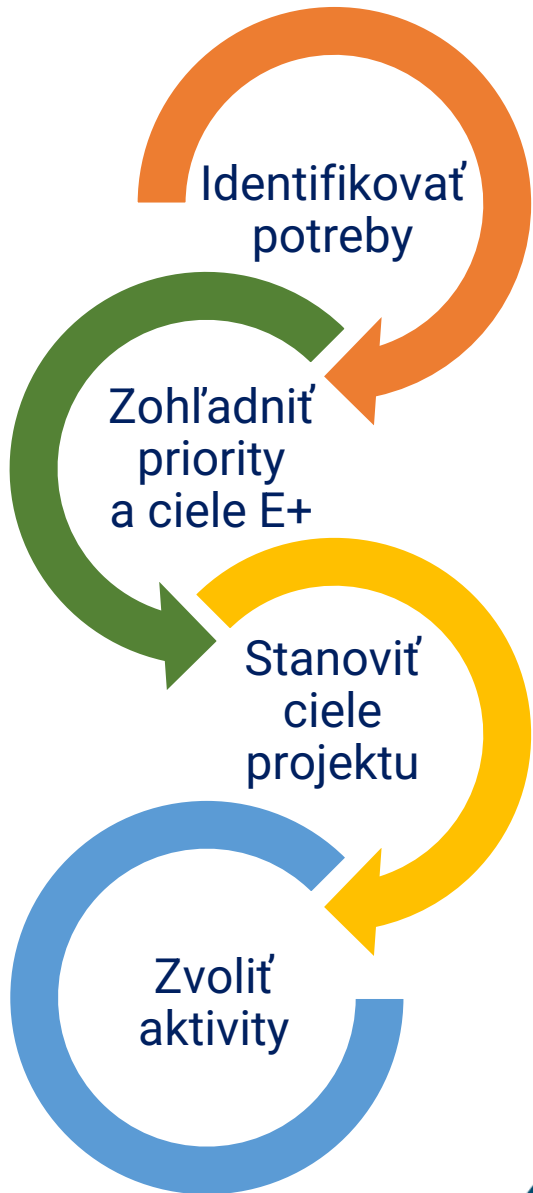 Identifikovať
potreby
Zohľadniť
priority
a ciele E+
Stanoviť
ciele
projektu
Zvoliť
aktivity